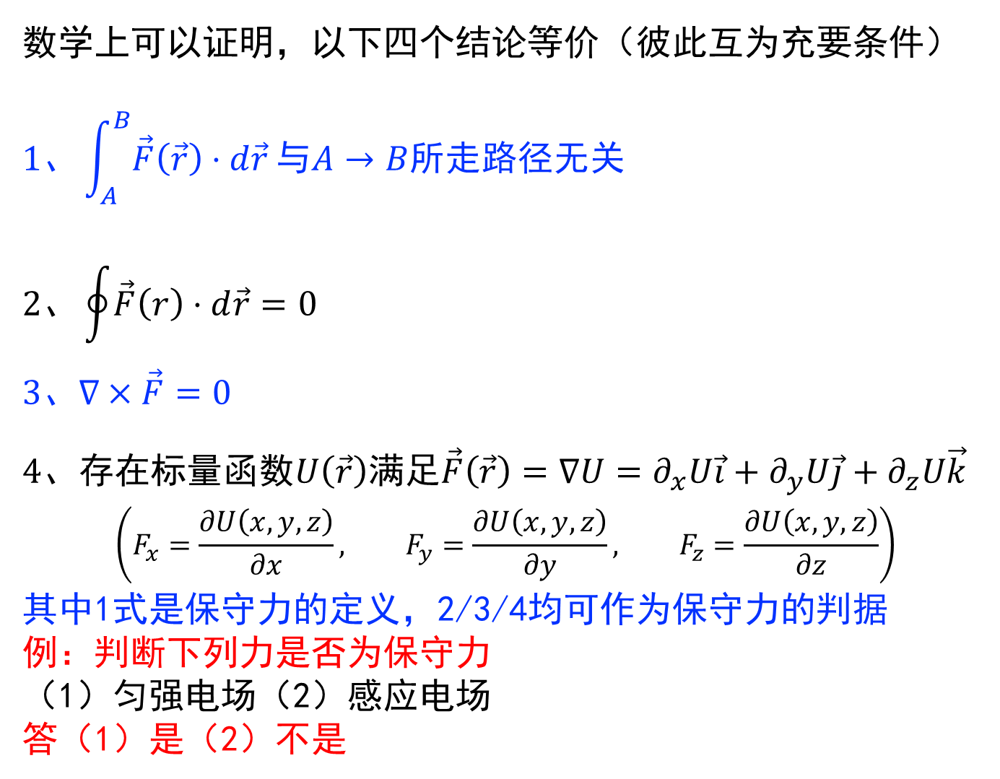 数学上可以证明，以下四个结论等价（彼此互为充要条件）
1、$\int_A^B \vec{F}(\vec{r}) \cdot d\vec{r}$ 与$A \to B$所走路径无关
2、$\oint \vec{F}(r) \cdot d\vec{r} = 0$
3、$\nabla \times \vec{F} = 0$
4、存在标量函数$U(\vec{r})$满足$\vec{F}(\vec{r}) = \nabla U = \partial_x U\vec{i} + \partial_y U\vec{j} + \partial_z U\vec{k}$
$\left(F_x = \frac{\partial U(x,y,z)}{\partial x}, \quad F_y = \frac{\partial U(x,y,z)}{\partial y}, \quad F_z = \frac{\partial U(x,y,z)}{\partial z}\right)$
其中1式是保守力的定义，2/3/4均可作为保守力的判据
例：判断下列力是否为保守力
（1）匀强电场（2）感应电场
答（1）是（2）不是